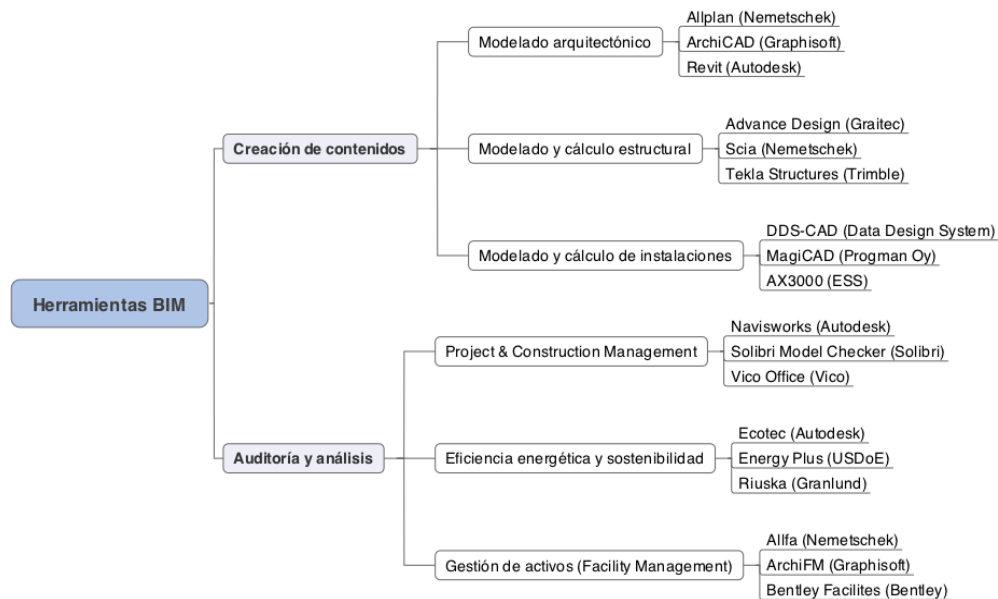 Herramientas BIM
Creación de contenidos
Modelado arquitectónico
Allplan (Nemetschek)
ArchiCAD (Graphisoft)
Revit (Autodesk)
Modelado y cálculo estructural
Advance Design (Graitec)
Scia (Nemetschek)
Tekla Structures (Trimble)
Modelado y cálculo de instalaciones
DDS-CAD (Data Design System)
MagiCAD (Progman Oy)
AX3000 (ESS)
Auditoría y análisis
Project & Construction Management
Navisworks (Autodesk)
Solibri Model Checker (Solibri)
Vico Office (Vico)
Eficiencia energética y sostenibilidad
Ecotec (Autodesk)
Energy Plus (USDoE)
Riuska (Granlund)
Gestión de activos (Facility Management)
Allfa (Nemetschek)
ArchiFM (Graphisoft)
Bentley Facilites (Bentley)